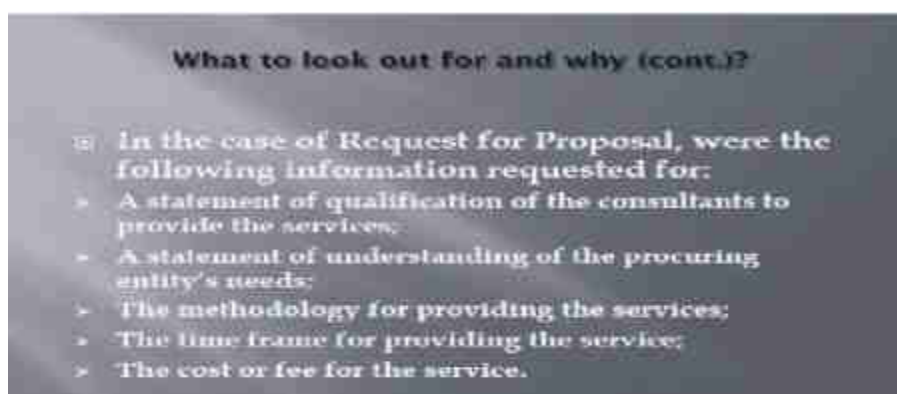 What to look out for and why (cont.)?
In the case of Request for Proposal, were the
following information requested for:
➢ A statement of qualification of the consultants to
provide the services;
➢ A statement of understanding of the procuring
entity's needs;
➢ The methodology for providing the services;
➢ The time frame for providing the service;
➢ The cost or fee for the service.